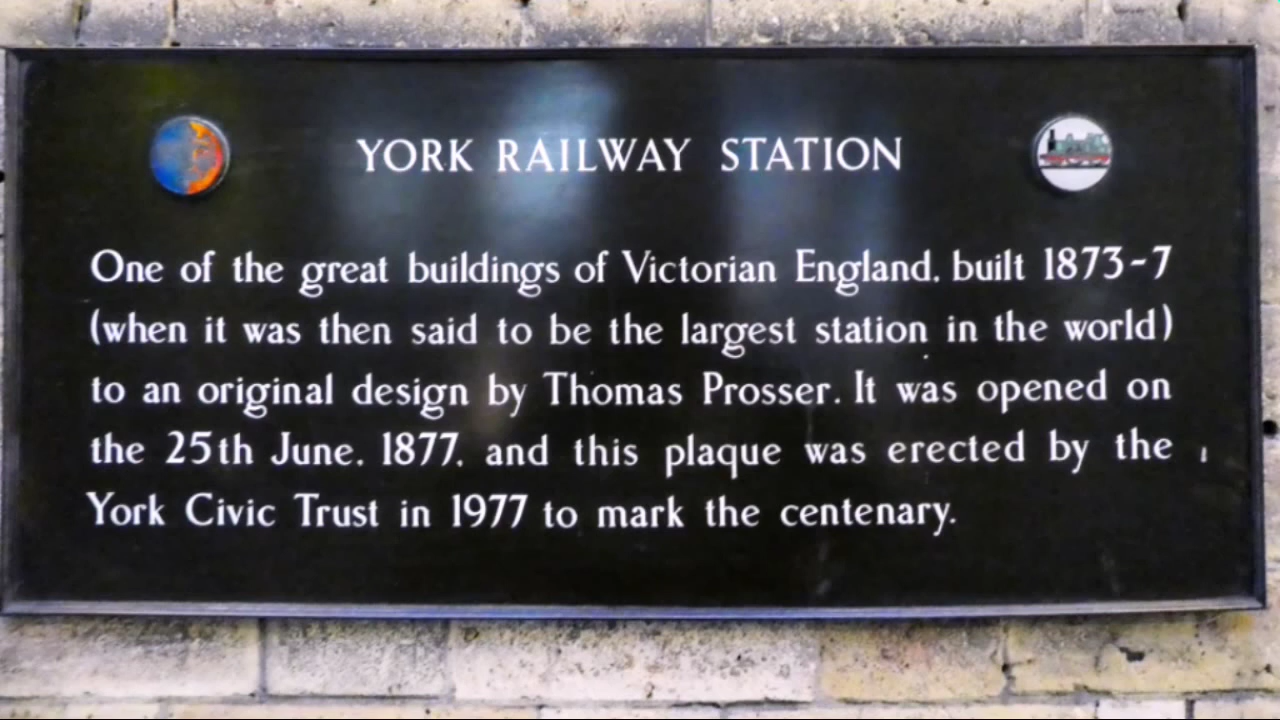 YORK RAILWAY STATION
One of the great buildings of Victorian England, built 1873-7
(when it was then said to be the largest station in the world)
to an original design by Thomas Prosser. It was opened on
the 25th June, 1877, and this plaque was erected by the
York Civic Trust in 1977 to mark the centenary.